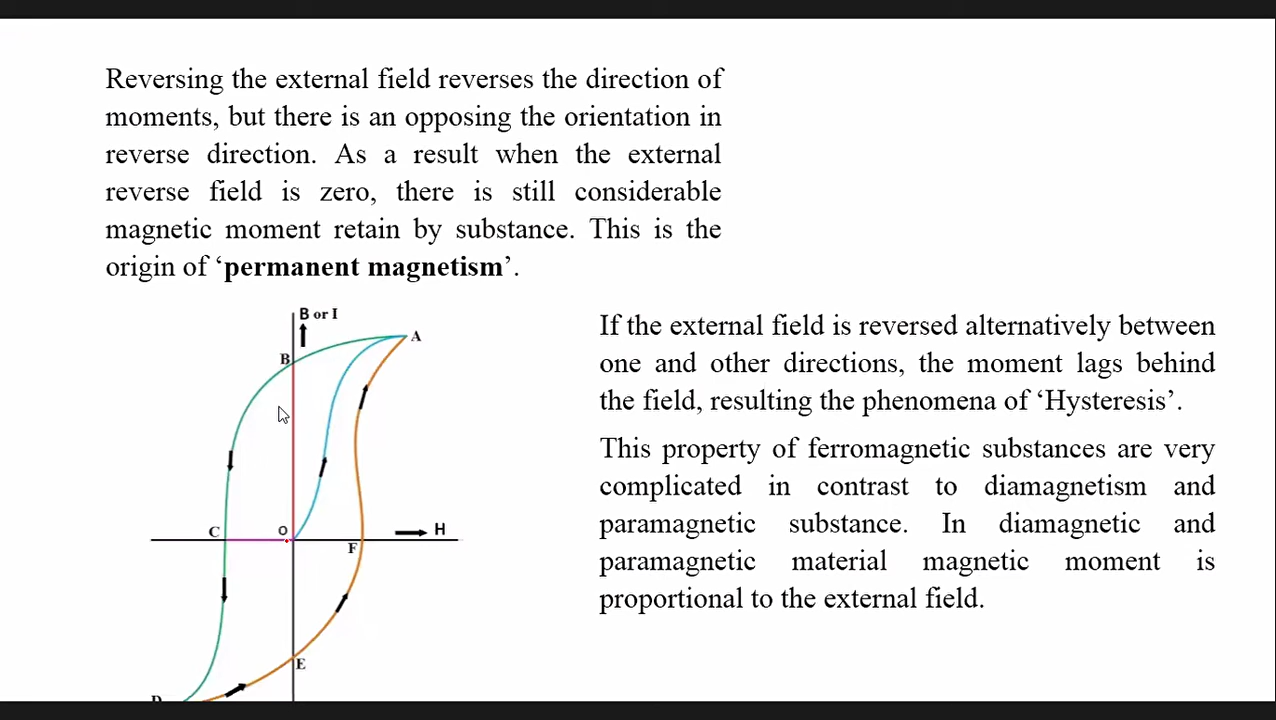 Reversing the external field reverses the direction of
moments, but there is an opposing the orientation in
reverse direction. As a result when the external
reverse field is zero, there is still considerable
magnetic moment retain by substance. This is the
origin of ‘permanent magnetism’.
B or I
A
B
C
O
H
F
E
D
If the external field is reversed alternatively between
one and other directions, the moment lags behind
the field, resulting the phenomena of ‘Hysteresis’.
This property of ferromagnetic substances are very
complicated in contrast to diamagnetism and
paramagnetic substance. In diamagnetic and
paramagnetic material magnetic moment is
proportional to the external field.